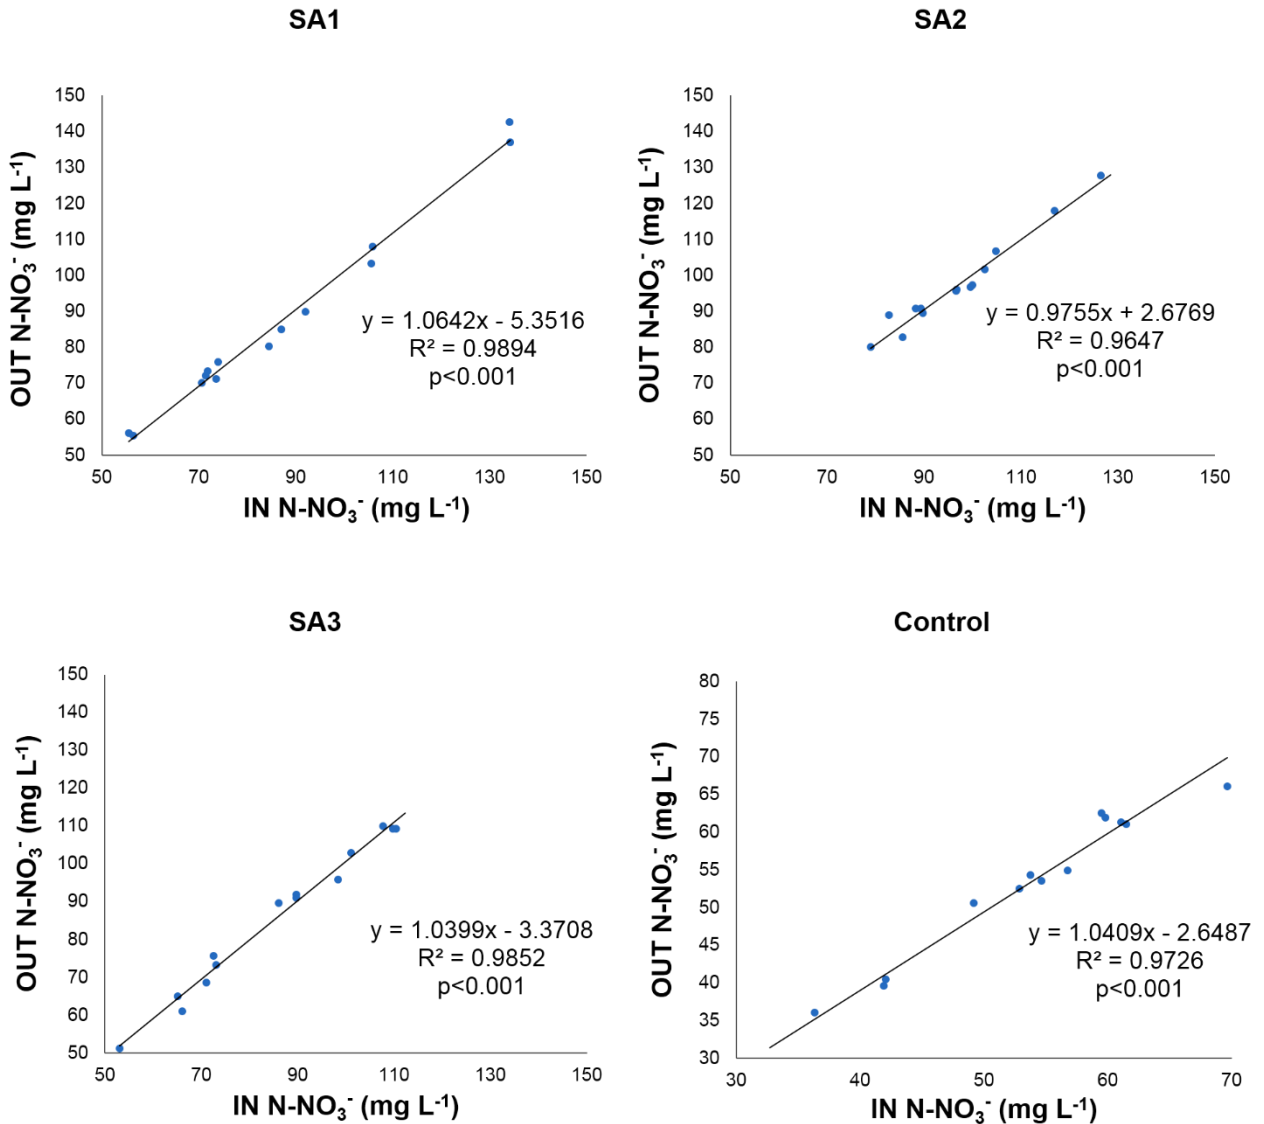 SA1
150
140
130
120
110
100
90
80
70
60
50
OUT N-NO₃⁻ (mg L⁻¹)
y = 1.0642x - 5.3516
R² = 0.9894
p<0.001
50 70 90 110 130 150
IN N-NO₃⁻ (mg L⁻¹)
SA2
150
140
130
120
110
100
90
80
70
60
50
OUT N-NO₃⁻ (mg L⁻¹)
y = 0.9755x + 2.6769
R² = 0.9647
p<0.001
50 70 90 110 130 150
IN N-NO₃⁻ (mg L⁻¹)
SA3
150
140
130
120
110
100
90
80
70
60
50
OUT N-NO₃⁻ (mg L⁻¹)
y = 1.0399x - 3.3708
R² = 0.9852
p<0.001
50 70 90 110 130 150
IN N-NO₃⁻ (mg L⁻¹)
Control
80
75
70
65
60
55
50
45
40
35
30
OUT N-NO₃⁻ (mg L⁻¹)
y = 1.0409x - 2.6487
R² = 0.9726
p<0.001
30 40 50 60 70
IN N-NO₃⁻ (mg L⁻¹)